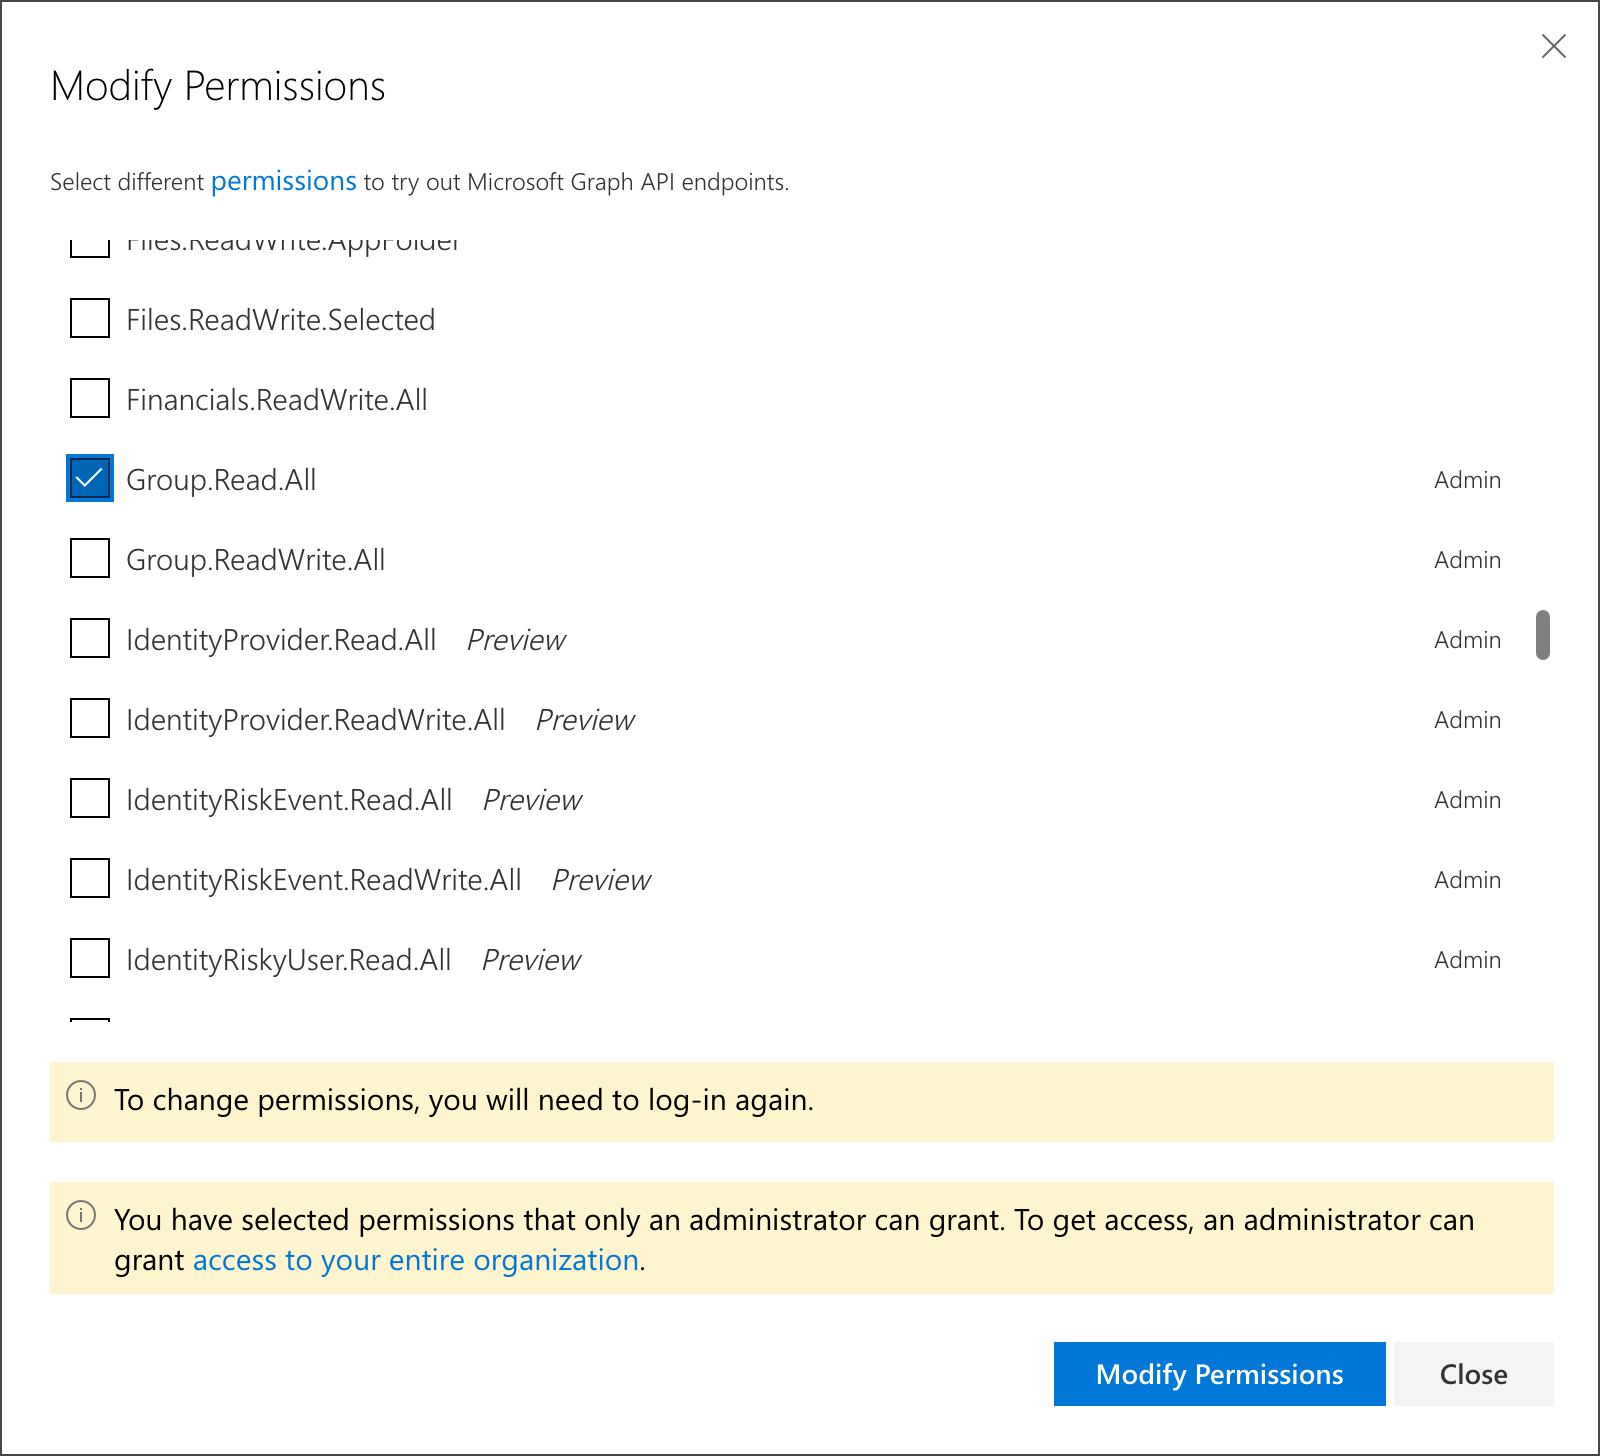 Modify Permissions
Select different permissions to try out Microsoft Graph API endpoints.
Files.ReadWrite.AppFolder
Files.ReadWrite.Selected
Financials.ReadWrite.All
Group.Read.All Admin
Group.ReadWrite.All Admin
IdentityProvider.Read.All Preview Admin
IdentityProvider.ReadWrite.All Preview Admin
IdentityRiskEvent.Read.All Preview Admin
IdentityRiskEvent.ReadWrite.All Preview Admin
IdentityRiskyUser.Read.All Preview Admin
To change permissions, you will need to log-in again.
You have selected permissions that only an administrator can grant. To get access, an administrator can
grant access to your entire organization.
Modify Permissions Close